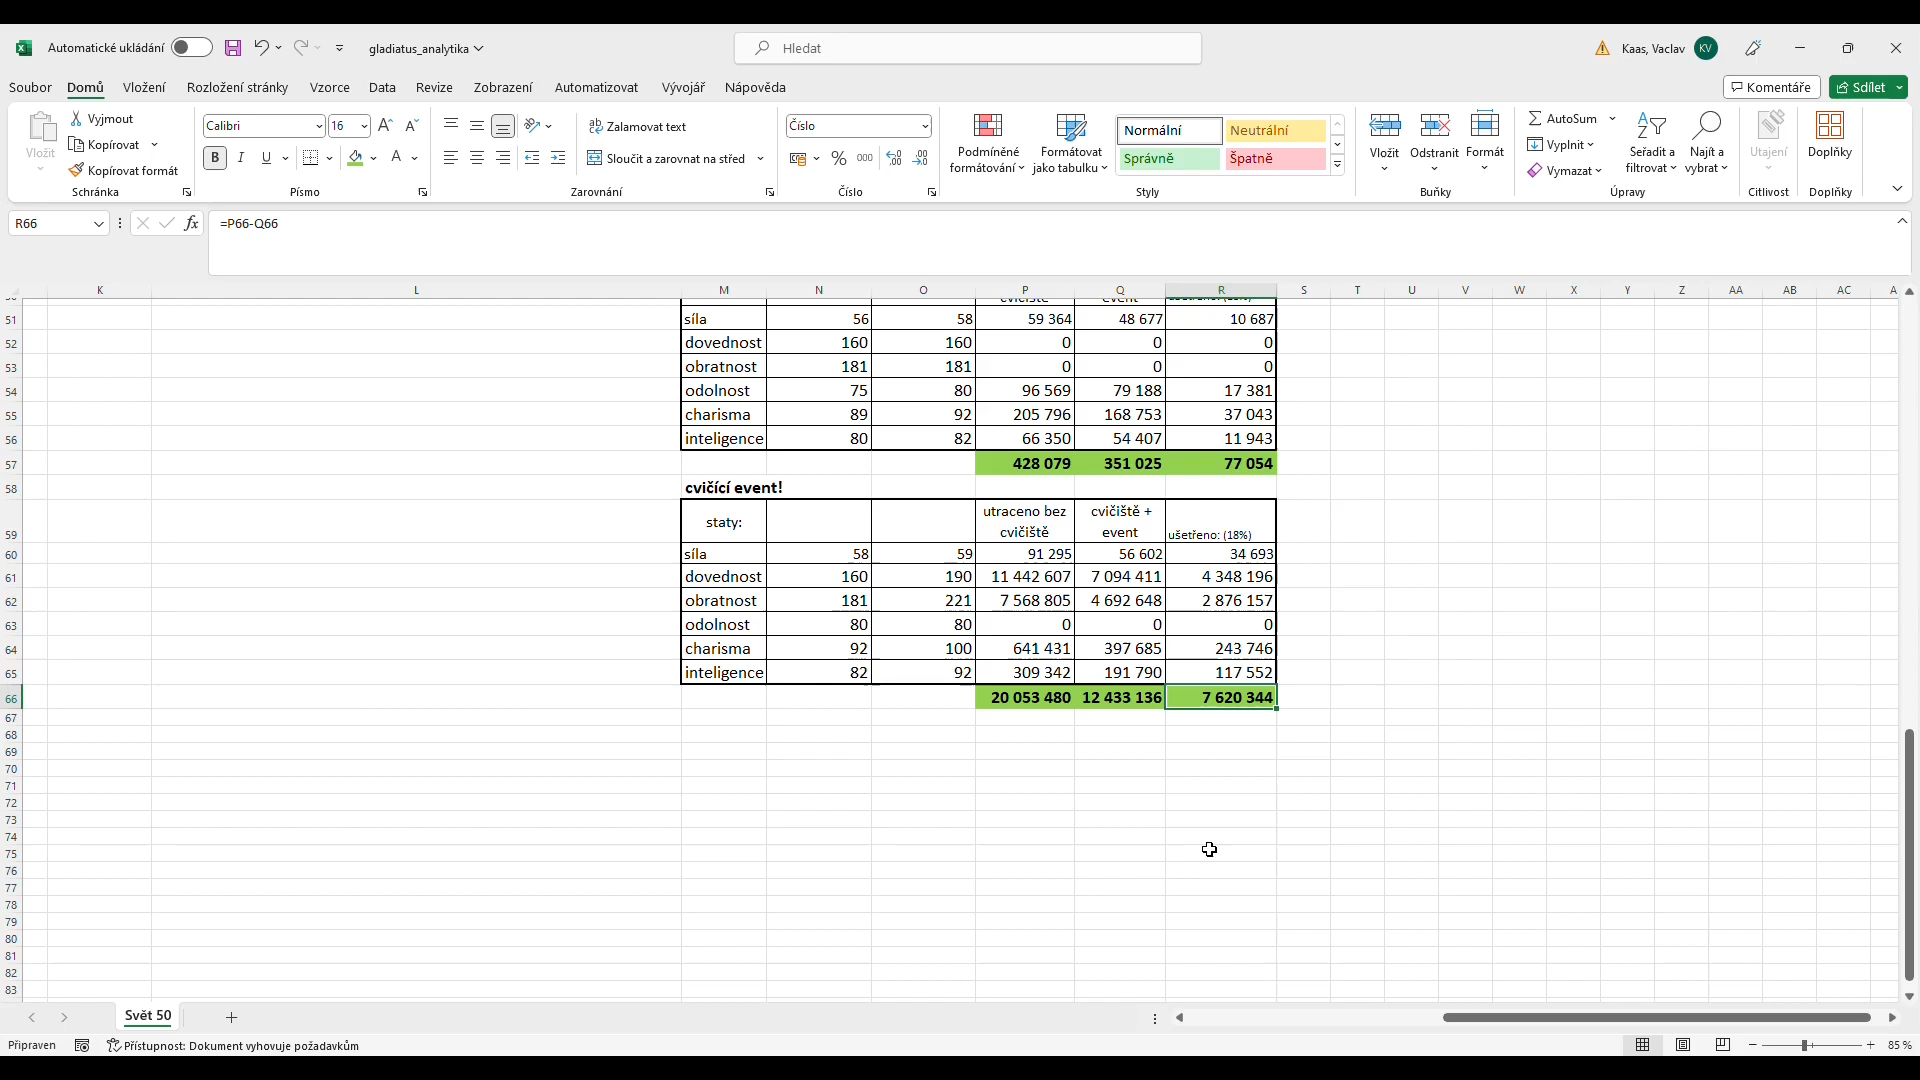 Automatické ukládání
gladiatus_analytika
Hledat
Kaas, Vaclav
KV
Soubor Domů Vložení Rozložení stránky Vzorce Data Revize Zobrazení Automatizovat Vývojář Nápověda
Komentáře
Sdílet
Vložit
Vyjmout
Kopírovat
Kopírovat formát
Schránka
Calibri 16
B I U
Písmo
Zalamovat text
Sloučit a zarovnat na střed
Zarovnání
Číslo
% 000
Číslo
Podmíněné formátování
Formátovat jako tabulku
Normální Neutrální
Správně Špatně
Styly
Vložit Odstranit Formát
Buňky
AutoSum
Vyplnit
Vymazat
Seřadit a filtrovat
Najít a vybrat
Úpravy
Utajení
Citlivost
Doplňky
Doplňky
R66
fx
=P66-Q66
K L M N O P Q R S T U V W X Y Z AA AB AC A
51 síla 56 58 59 364 48 677 10 687
52 dovednost 160 160 0 0 0
53 obratnost 181 181 0 0 0
54 odolnost 75 80 96 569 79 188 17 381
55 charisma 89 92 205 796 168 753 37 043
56 inteligence 80 82 66 350 54 407 11 943
57 428 079 351 025 77 054
58 cvičící event!
59 staty: utraceno bez cvičiště cvičiště + event ušetřeno: (18%)
60 síla 58 59 91 295 56 602 34 693
61 dovednost 160 190 11 442 607 7 094 411 4 348 196
62 obratnost 181 221 7 568 805 4 692 648 2 876 157
63 odolnost 80 80 0 0 0
64 charisma 92 100 641 431 397 685 243 746
65 inteligence 82 92 309 342 191 790 117 552
66 20 053 480 12 433 136 7 620 344
67
68
69
70
71
72
73
74
75
76
77
78
79
80
81
82
83
Svět 50
Připraven
Přístupnost: Dokument vyhovuje požadavkům
85 %